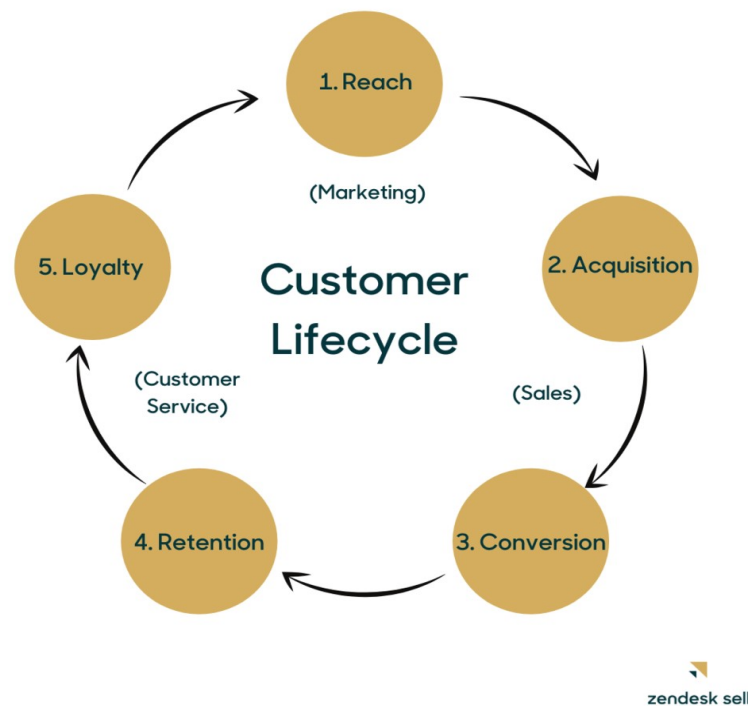 1. Reach
(Marketing)
2. Acquisition
5. Loyalty
Customer
Lifecycle
(Customer
Service)
(Sales)
4. Retention
3. Conversion
zendesk sell